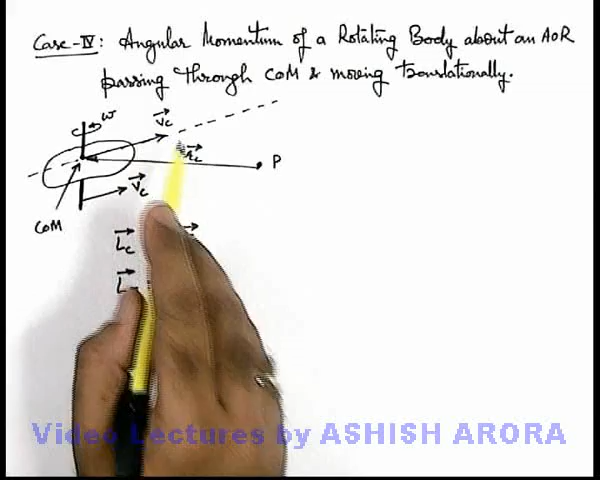 Case-IV: Angular Momentum of a Rotating Body about an AOR
passing through CoM & moving translationally.
ω
C
V_c
r_c
P
V_c
CoM
L_c
L
Video Lectures by ASHISH ARORA